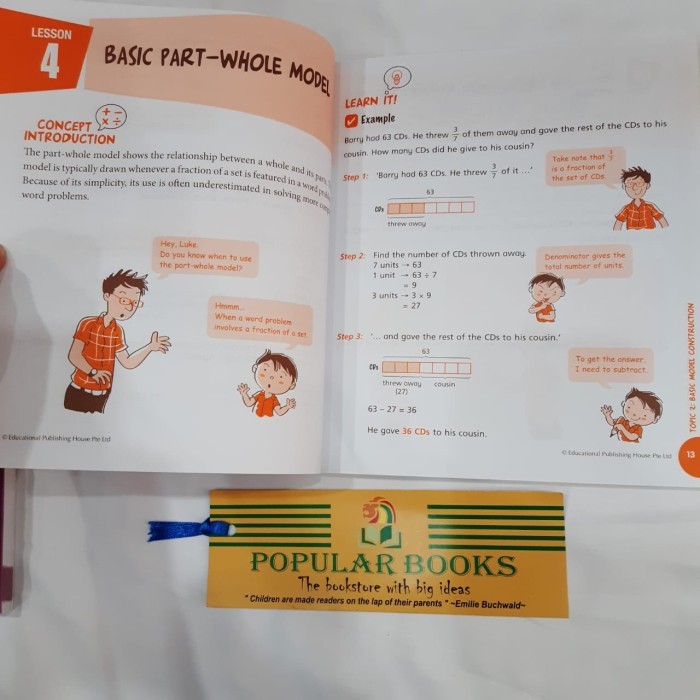 LESSON
4
BASIC PART-WHOLE MODEL
CONCEPT
INTRODUCTION
The part-whole model shows the relationship between a whole and its parts.
model is typically drawn whenever a fraction of a set is featured in a word
Because of its simplicity, its use is often underestimated in solving more
word problems.
Hey, Luke.
Do you know when to use
the part-whole model?
Hmmm...
When a word problem
involves a fraction of a set.
© Educational Publishing House Pte Ltd
LEARN IT!
Example
Barry had 63 CDs. He threw 3/7 of them away and gave the rest of the CDs to his
cousin. How many CDs did he give to his cousin?
Step 1: 'Barry had 63 CDs. He threw 3/7 of it ...'
Take note that 3/7
is a fraction of
the set of CDs.
63
CDs
threw away
Step 2: Find the number of CDs thrown away.
7 units → 63
1 unit → 63 ÷ 7
= 9
3 units → 3 × 9
= 27
Denominator gives the
total number of units.
Step 3: '... and gave the rest of the CDs to his cousin.'
63
CDs
threw away cousin
(27)
To get the answer,
I need to subtract.
63 – 27 = 36
He gave 36 CDs to his cousin.
© Educational Publishing House Pte Ltd
TOPIC 2: BASIC MODEL CONSTRUCTION
13
POPULAR BOOKS
The bookstore with big ideas
"Children are made readers on the lap of their parents" ~Emilie Buchwald~